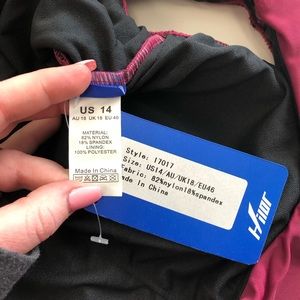 US 14
AU 18 UK 18 EU 46
MATERIAL:
82% NYLON
18% SPANDEX
LINING:
100% POLYESTER
Made In China
Style: 17017
Size: US14/AU/UK18/EU46
Fabric: 82%nylon18%spandex
Made in China